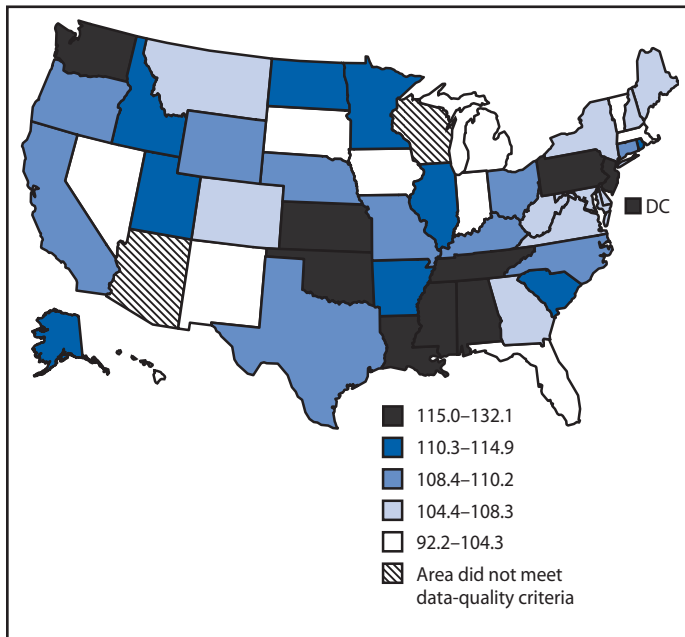 DC
115.0–132.1
110.3–114.9
108.4–110.2
104.4–108.3
92.2–104.3
Area did not meet
data-quality criteria